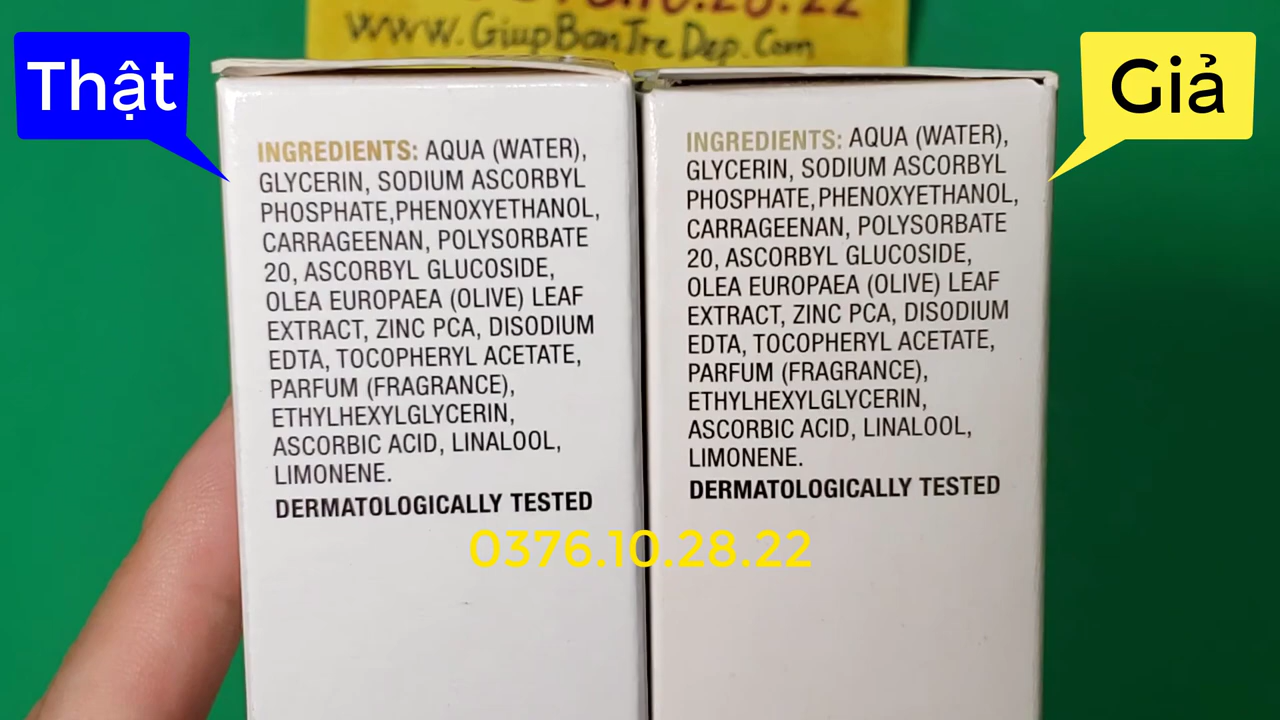 www.GiupBanTreDep.Com
Thật
Giả
INGREDIENTS: AQUA (WATER),
GLYCERIN, SODIUM ASCORBYL
PHOSPHATE,PHENOXYETHANOL,
CARRAGEENAN, POLYSORBATE
20, ASCORBYL GLUCOSIDE,
OLEA EUROPAEA (OLIVE) LEAF
EXTRACT, ZINC PCA, DISODIUM
EDTA, TOCOPHERYL ACETATE,
PARFUM (FRAGRANCE),
ETHYLHEXYLGLYCERIN,
ASCORBIC ACID, LINALOOL,
LIMONENE.
DERMATOLOGICALLY TESTED
INGREDIENTS: AQUA (WATER),
GLYCERIN, SODIUM ASCORBYL
PHOSPHATE,PHENOXYETHANOL,
CARRAGEENAN, POLYSORBATE
20, ASCORBYL GLUCOSIDE,
OLEA EUROPAEA (OLIVE) LEAF
EXTRACT, ZINC PCA, DISODIUM
EDTA, TOCOPHERYL ACETATE,
PARFUM (FRAGRANCE),
ETHYLHEXYLGLYCERIN,
ASCORBIC ACID, LINALOOL,
LIMONENE.
DERMATOLOGICALLY TESTED
0376.10.28.22